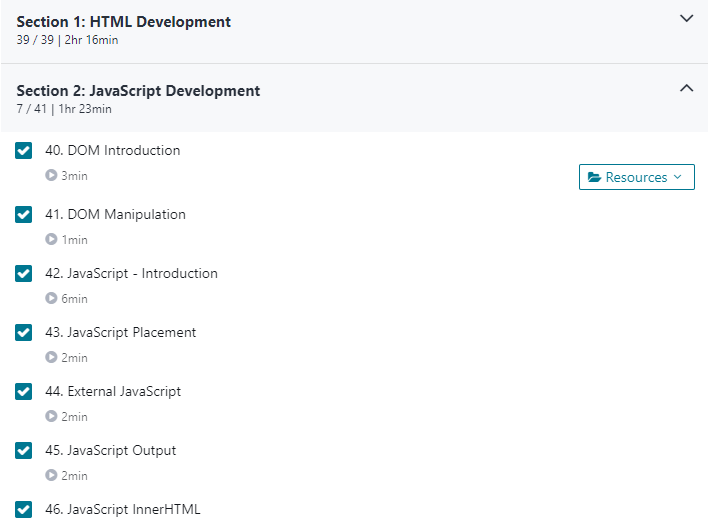 Section 1: HTML Development
39 / 39 | 2hr 16min
Section 2: JavaScript Development
7 / 41 | 1hr 23min
40. DOM Introduction
3min
Resources
41. DOM Manipulation
1min
42. JavaScript - Introduction
6min
43. JavaScript Placement
2min
44. External JavaScript
2min
45. JavaScript Output
2min
46. JavaScript InnerHTML